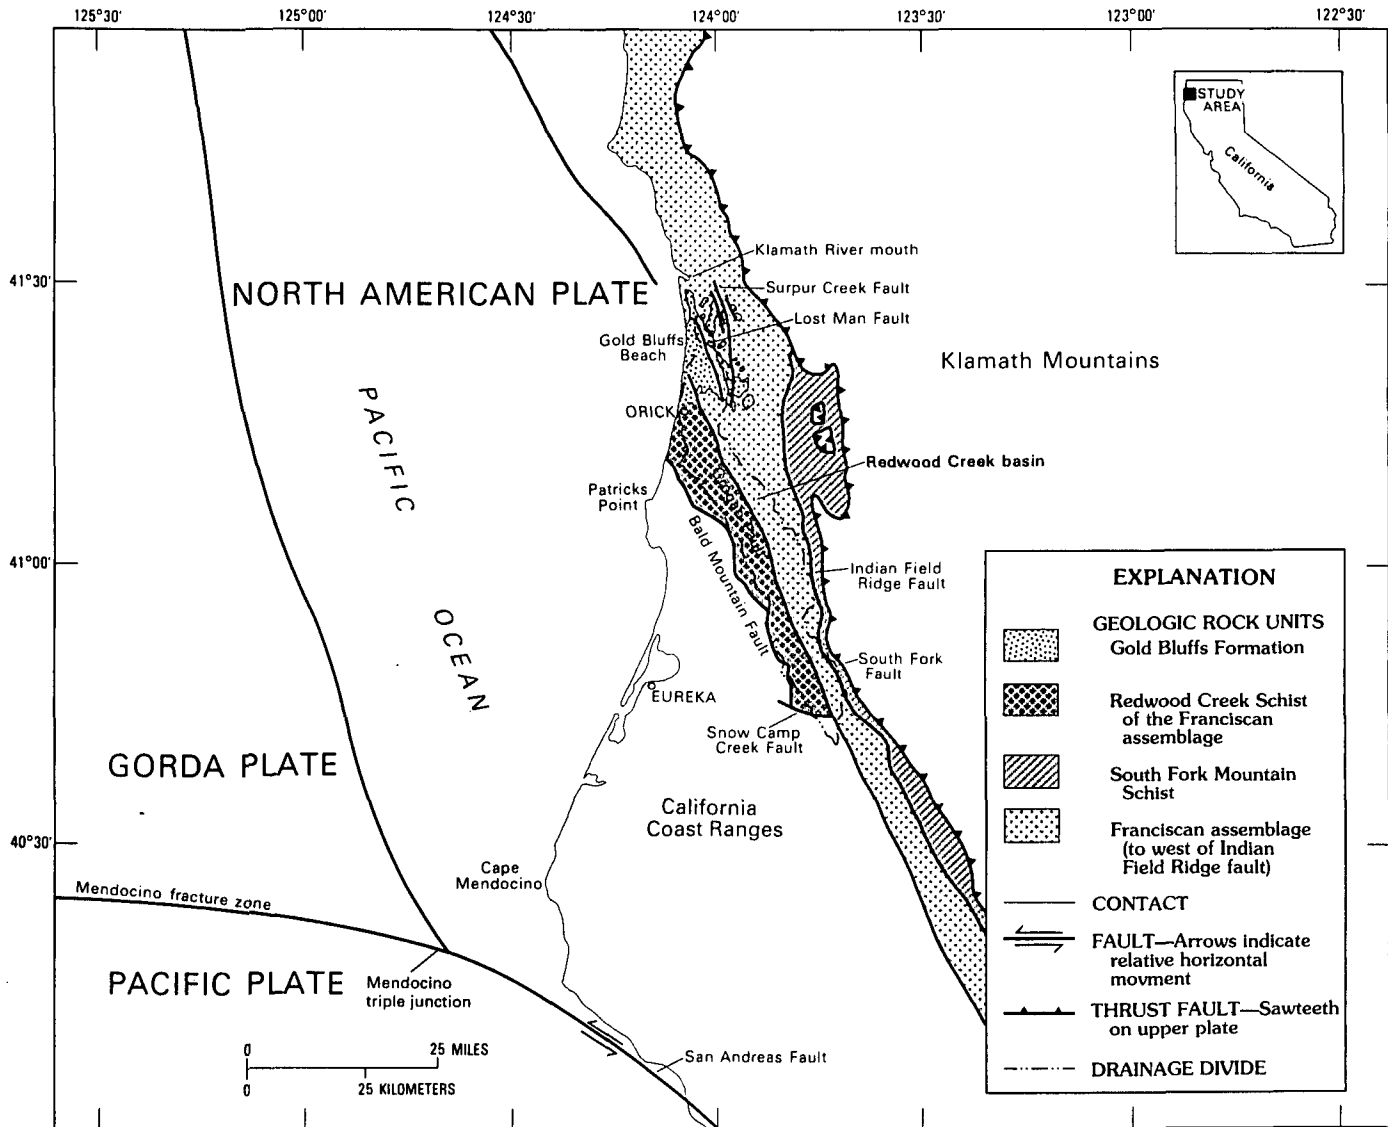 125°30'
125°00'
124°30'
124°00'
123°30'
123°00'
122°30'
STUDY
AREA
California
Klamath River mouth
41°30'
Surpur Creek Fault
NORTH AMERICAN PLATE
Lost Man Fault
Gold Bluffs
Beach
Klamath Mountains
PACIFIC
OCEAN
ORICK
Redwood Creek basin
Patricks
Point
Bald Mountain Fault
41°00'
Indian Field
Ridge Fault
South Fork
Fault
EUREKA
Snow Camp
Creek Fault
GORDA PLATE
California
Coast Ranges
40°30'
Cape
Mendocino
Mendocino fracture zone
PACIFIC PLATE
Mendocino
triple junction
San Andreas Fault
0 25 MILES
0 25 KILOMETERS
EXPLANATION
GEOLOGIC ROCK UNITS
Gold Bluffs Formation
Redwood Creek Schist
of the Franciscan
assemblage
South Fork Mountain
Schist
Franciscan assemblage
(to west of Indian
Field Ridge fault)
CONTACT
FAULT—Arrows indicate
relative horizontal
movment
THRUST FAULT—Sawteeth
on upper plate
DRAINAGE DIVIDE